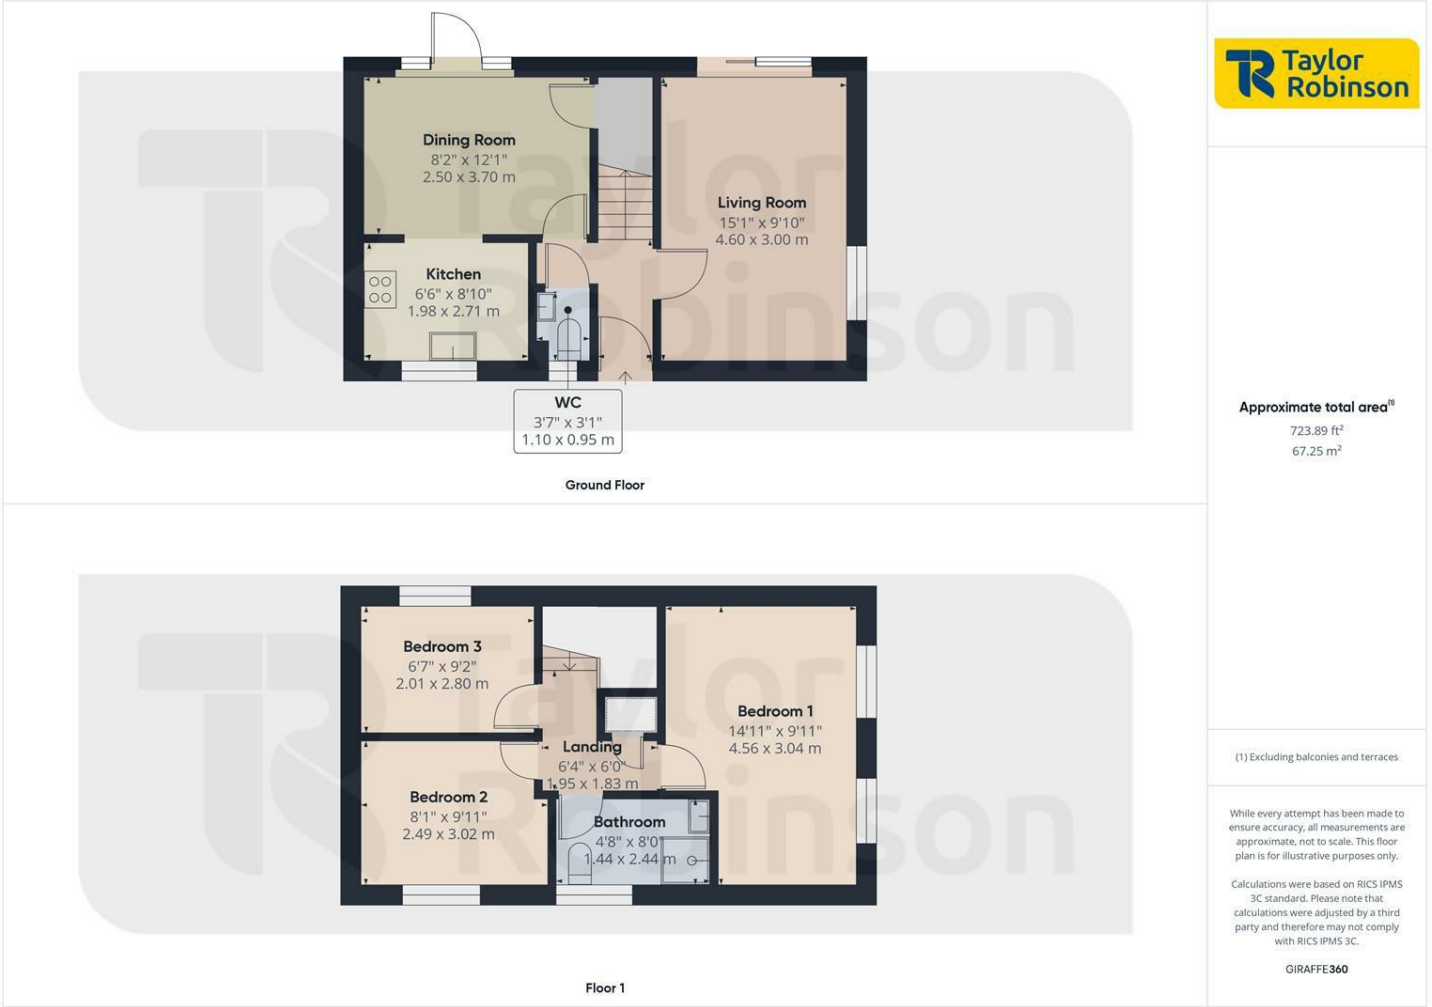 Taylor
Robinson
Dining Room
8'2" x 12'1"
2.50 x 3.70 m
Living Room
15'1" x 9'10"
4.60 x 3.00 m
Kitchen
6'6" x 8'10"
1.98 x 2.71 m
WC
3'7" x 3'1"
1.10 x 0.95 m
Taylor
Robinson
Ground Floor
Approximate total area(1)
723.89 ft²
67.25 m²
Bedroom 3
6'7" x 9'2"
2.01 x 2.80 m
Bedroom 1
14'11" x 9'11"
4.56 x 3.04 m
Landing
6'4" x 6'0"
1.95 x 1.83 m
Bedroom 2
8'1" x 9'11"
2.49 x 3.02 m
Bathroom
4'8" x 8'0"
1.44 x 2.44 m
Taylor
Robinson
Floor 1
(1) Excluding balconies and terraces
While every attempt has been made to
ensure accuracy, all measurements are
approximate, not to scale. This floor
plan is for illustrative purposes only.
Calculations were based on RICS IPMS
3C standard. Please note that
calculations were adjusted by a third
party and therefore may not comply
with RICS IPMS 3C.
GIRAFFE360